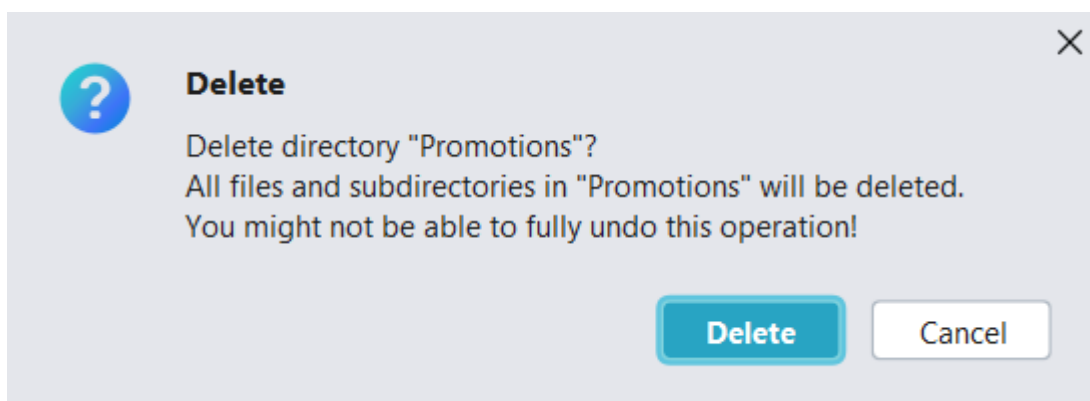 Delete
Delete directory "Promotions"?
All files and subdirectories in "Promotions" will be deleted.
You might not be able to fully undo this operation!
Delete
Cancel